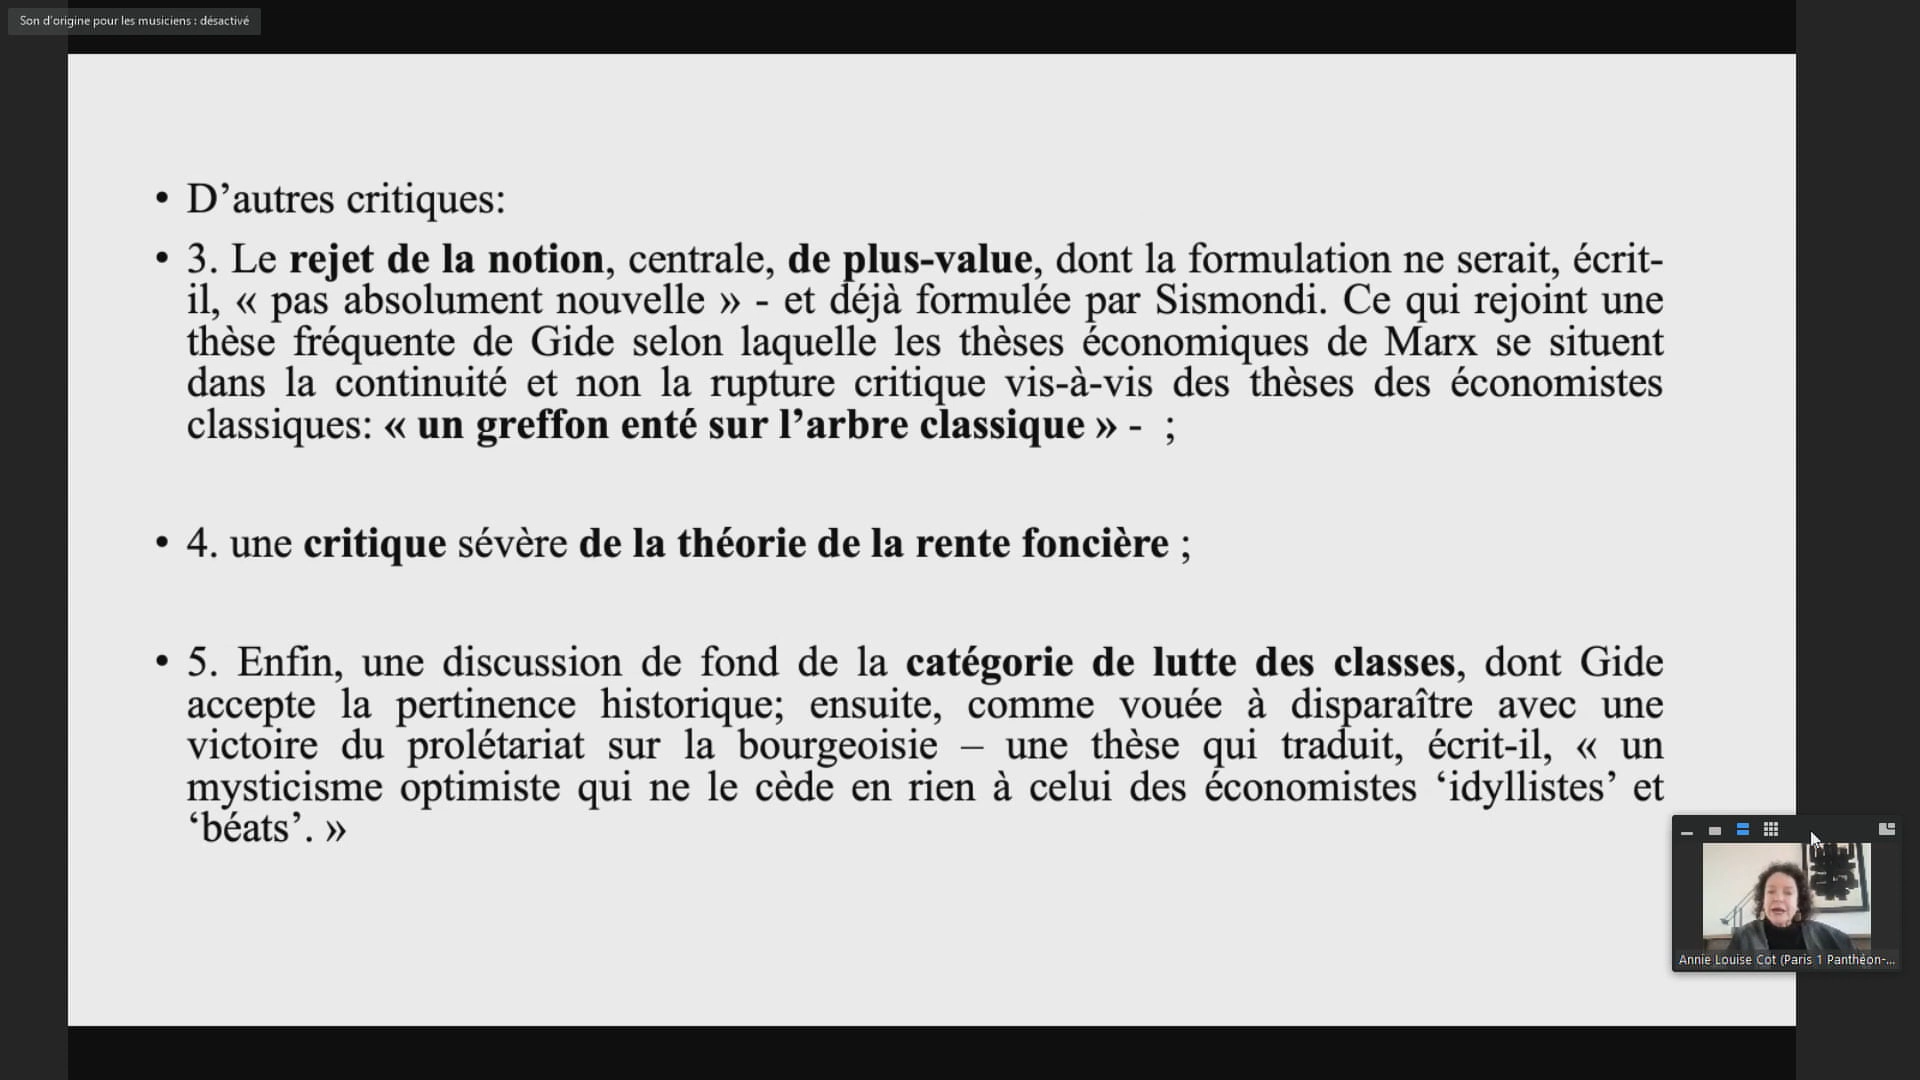 Son d'origine pour les musiciens : désactivé
• D’autres critiques:
• 3. Le rejet de la notion, centrale, de plus-value, dont la formulation ne serait, écrit-
il, « pas absolument nouvelle » - et déjà formulée par Sismondi. Ce qui rejoint une
thèse fréquente de Gide selon laquelle les thèses économiques de Marx se situent
dans la continuité et non la rupture critique vis-à-vis des thèses des économistes
classiques: « un greffon enté sur l’arbre classique » - ;
• 4. une critique sévère de la théorie de la rente foncière ;
• 5. Enfin, une discussion de fond de la catégorie de lutte des classes, dont Gide
accepte la pertinence historique; ensuite, comme vouée à disparaître avec une
victoire du prolétariat sur la bourgeoisie – une thèse qui traduit, écrit-il, « un
mysticisme optimiste qui ne le cède en rien à celui des économistes ‘idyllistes’ et
‘béats’. »
Annie Louise Cot (Paris 1 Panthéon-...